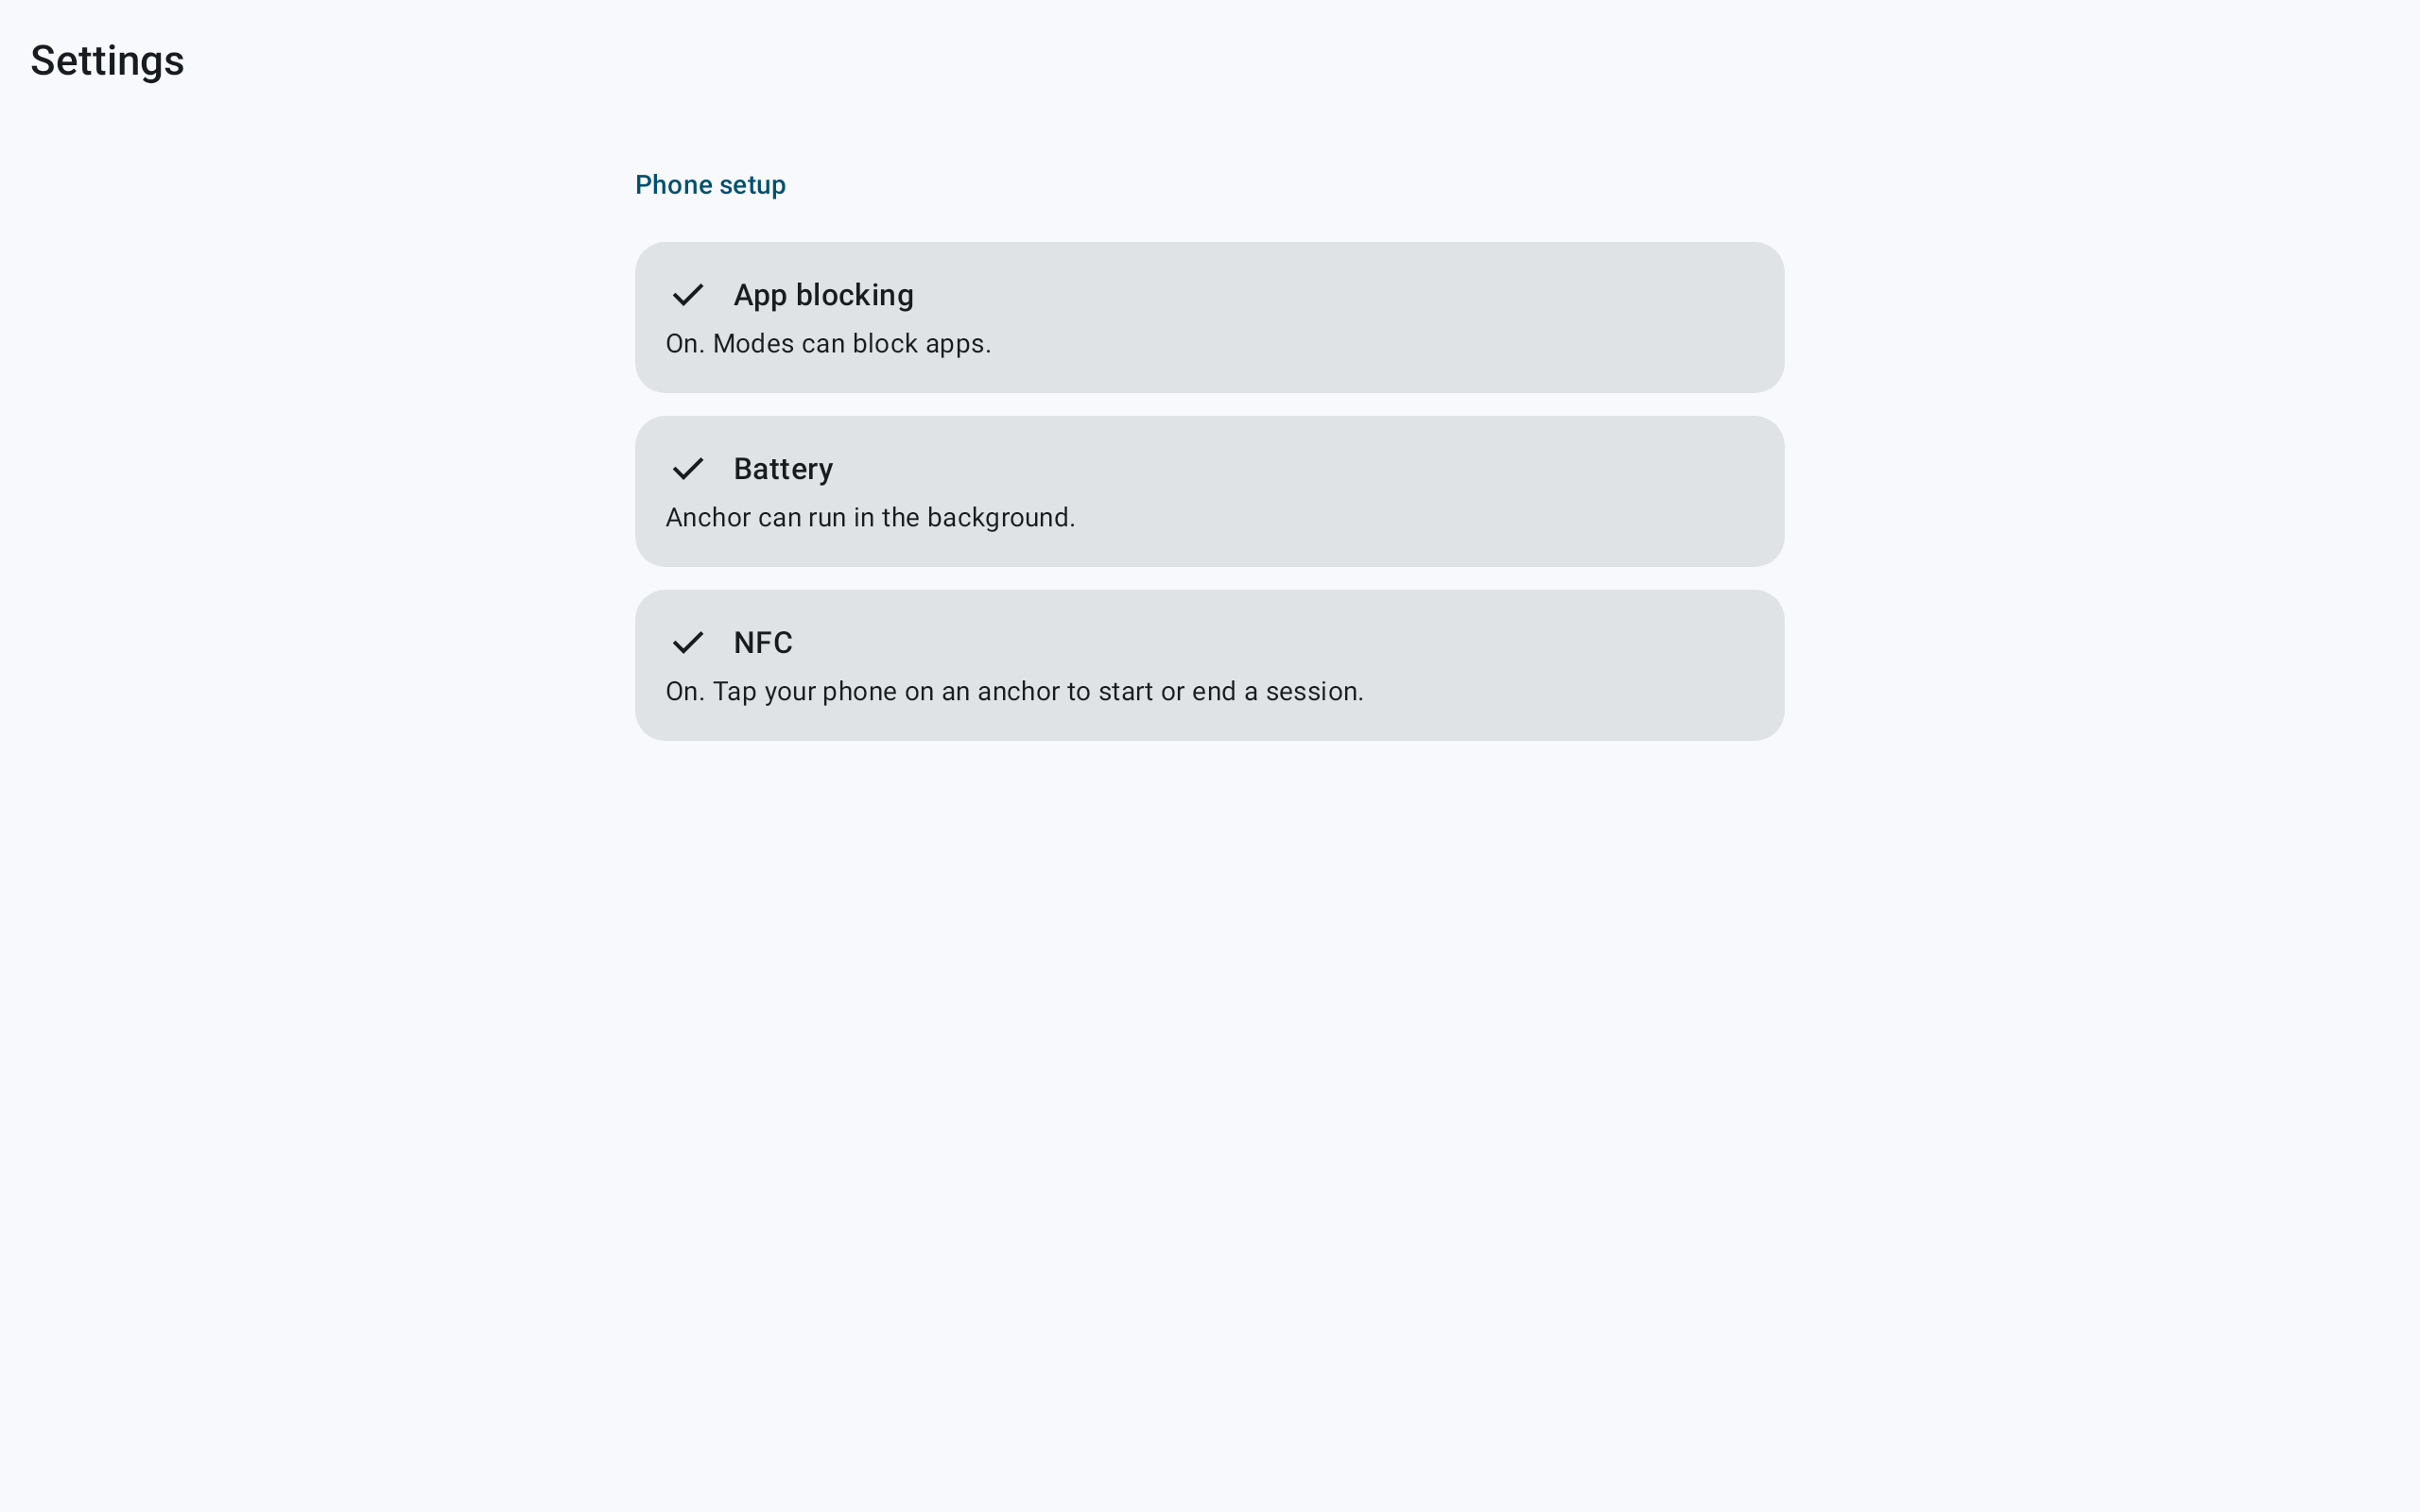 Settings
Phone setup
App blocking
On. Modes can block apps.
Battery
Anchor can run in the background.
NFC
On. Tap your phone on an anchor to start or end a session.